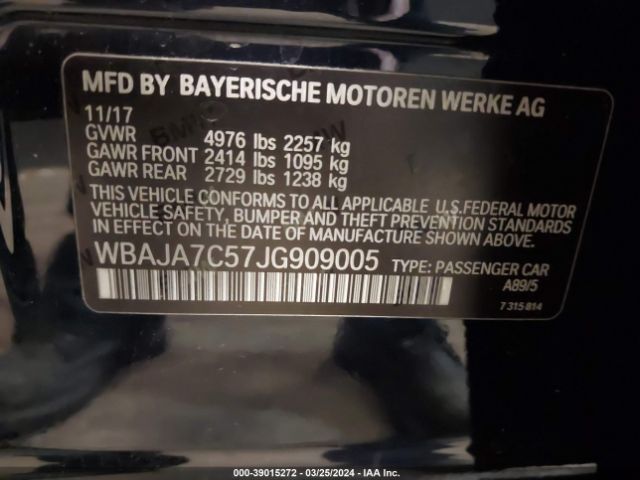 MFD BY BAYERISCHE MOTOREN WERKE AG
11/17
GVWR 4976 lbs 2257 kg
GAWR FRONT 2414 lbs 1095 kg
GAWR REAR 2729 lbs 1238 kg
THIS VEHICLE CONFORMS TO ALL APPLICABLE U.S.FEDERAL MOTOR
VEHICLE SAFETY, BUMPER AND THEFT PREVENTION STANDARDS
IN EFFECT ON THE DATE OF MANUFACTURE SHOWN ABOVE.
WBAJA7C57JG909005 TYPE: PASSENGER CAR
A89/5
7 315 814
000-39015272 — 03/25/2024 — IAA Inc.